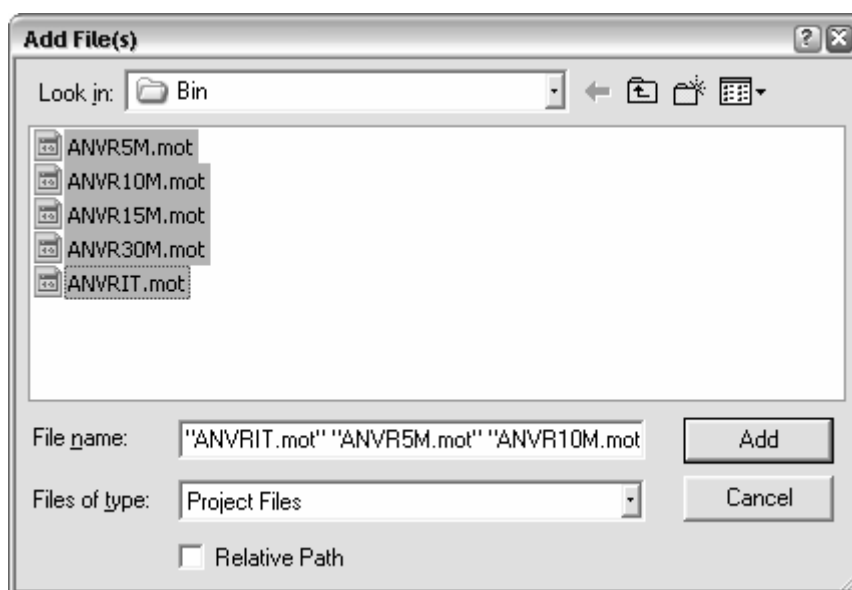 Add File(s)
Look in: Bin
ANVR5M.mot
ANVR10M.mot
ANVR15M.mot
ANVR30M.mot
ANVRIT.mot
File name: "ANVRIT.mot" "ANVR5M.mot" "ANVR10M.mot Add
Files of type: Project Files Cancel
Relative Path